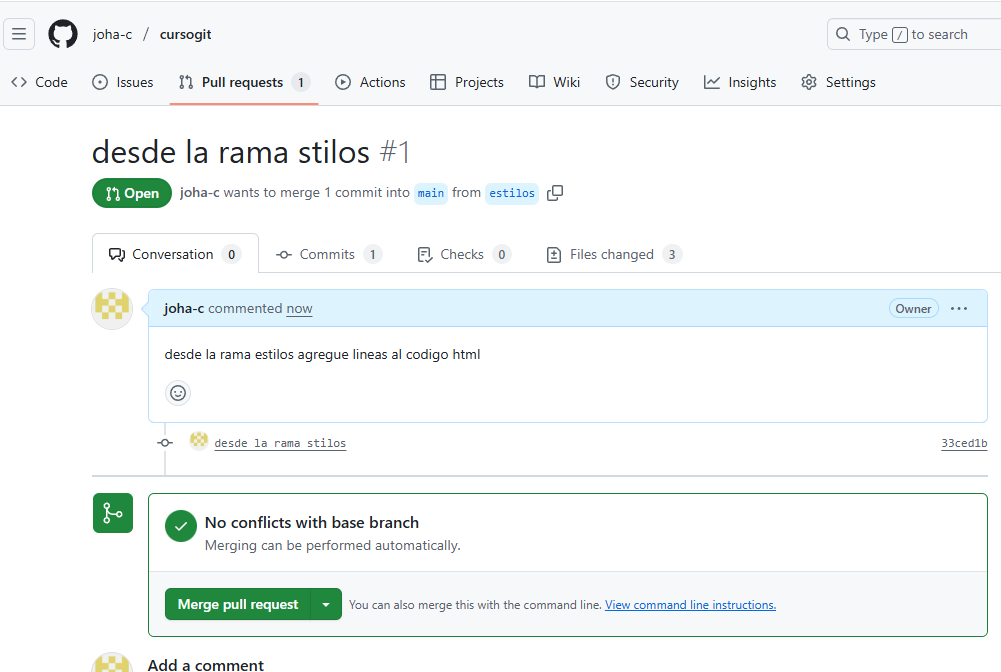 joha-c / cursogit
Type / to search
Code Issues Pull requests 1 Actions Projects Wiki Security Insights Settings
desde la rama stilos #1
Open joha-c wants to merge 1 commit into main from estilos
Conversation 0 Commits 1 Checks 0 Files changed 3
joha-c commented now Owner
desde la rama estilos agregue lineas al codigo html
desde la rama stilos 33ced1b
No conflicts with base branch
Merging can be performed automatically.
Merge pull request You can also merge this with the command line. View command line instructions.
Add a comment